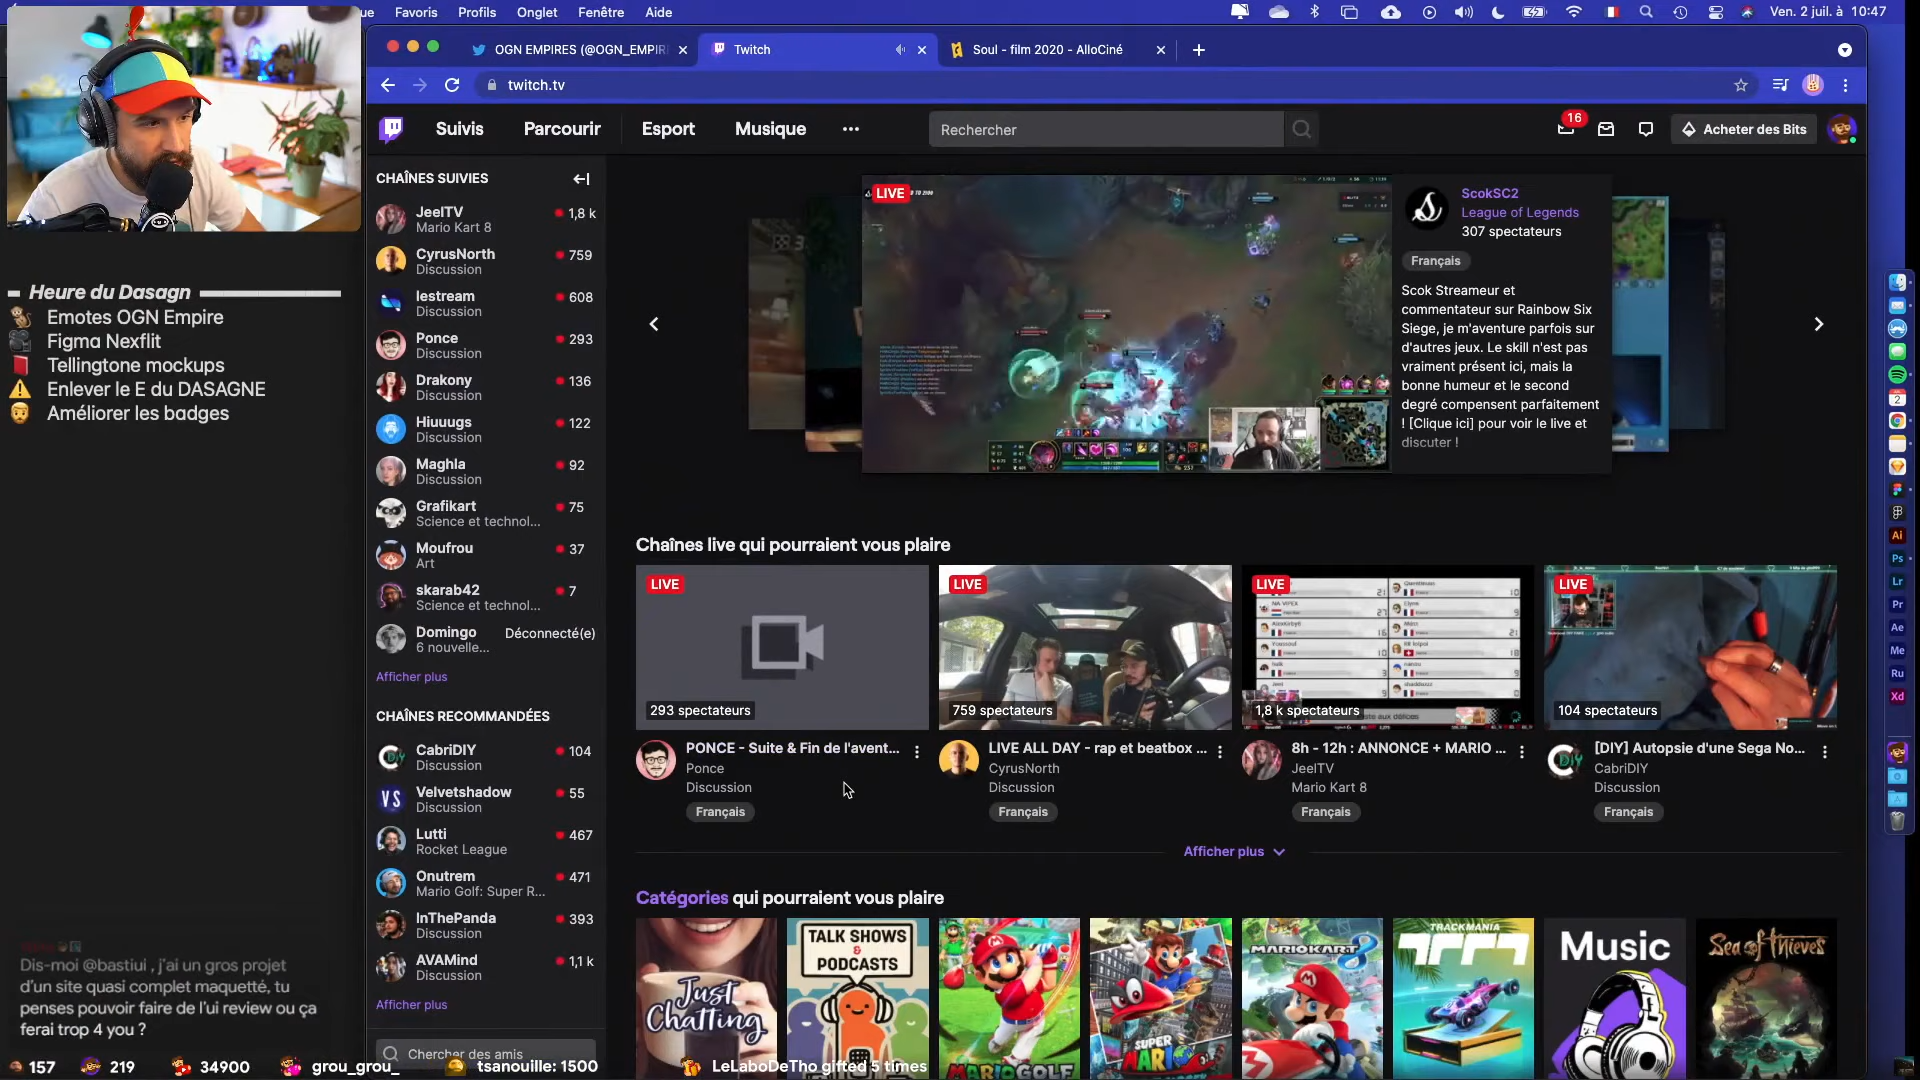 ue Favoris Profils Onglet Fenêtre Aide
Ven. 2 juil. à 10:47
OGN EMPIRES (@OGN_EMPIR
Twitch
Soul - film 2020 - AlloCiné
twitch.tv
Suivis Parcourir Esport Musique
Rechercher
16
Acheter des Bits
Heure du Dasagn
Emotes OGN Empire
Figma Nexflit
Tellingtone mockups
Enlever le E du DASAGNE
Améliorer les badges
Dis-moi @bastiui , j'ai un gros projet
d'un site quasi complet maquetté, tu
penses pouvoir faire de l'ui review ou ça
ferai trop 4 you ?
CHAÎNES SUIVIES
JeelTV 1,8 k
Mario Kart 8
CyrusNorth 759
Discussion
lestream 608
Discussion
Ponce 293
Discussion
Drakony 136
Discussion
Hiuuugs 122
Discussion
Maghla 92
Discussion
Grafikart 75
Science et technol...
Moufrou 37
Art
skarab42 7
Science et technol...
Domingo Déconnecté(e)
6 nouvelle...
Afficher plus
CHAÎNES RECOMMANDÉES
CabriDIY 104
Discussion
Velvetshadow 55
Discussion
Lutti 467
Rocket League
Onutrem 471
Mario Golf: Super R...
InThePanda 393
Discussion
AVAMind 1,1 k
Discussion
Afficher plus
Chercher des amis
LIVE
ScokSC2
League of Legends
307 spectateurs
Français
Scok Streameur et
commentateur sur Rainbow Six
Siege, je m'aventure parfois sur
d'autres jeux. Le skill n'est pas
vraiment présent ici, mais la
bonne humeur et le second
degré compensent parfaitement
! [Clique ici] pour voir le live et
discuter !
Chaînes live qui pourraient vous plaire
LIVE
293 spectateurs
PONCE - Suite & Fin de l'avent...
Ponce
Discussion
Français
LIVE
759 spectateurs
LIVE ALL DAY - rap et beatbox ...
CyrusNorth
Discussion
Français
LIVE
1,8 k spectateurs
8h - 12h : ANNONCE + MARIO ...
JeelTV
Mario Kart 8
Français
LIVE
104 spectateurs
[DIY] Autopsie d'une Sega No...
CabriDIY
Discussion
Français
Afficher plus
Catégories qui pourraient vous plaire
Just
Chatting
TALK SHOWS
&
PODCASTS
MARIO GOLF
SUPER
MARIO
MARIOKART 8
TRACKMANIA
Music
Sea of Thieves
Ai
Ps
Lr
Pr
Ae
Me
Ru
Xd
157 219 34900 grou_grou_ tsanouille: 1500 LeLaboDeTho gifted 5 times